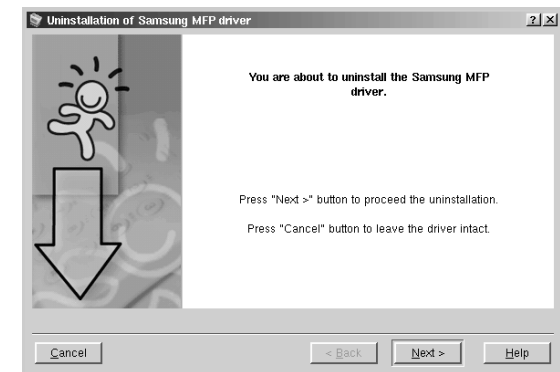 Uninstallation of Samsung MFP driver
You are about to uninstall the Samsung MFP
driver.
Press "Next >" button to proceed the uninstallation.
Press "Cancel" button to leave the driver intact.
Cancel
< Back
Next >
Help